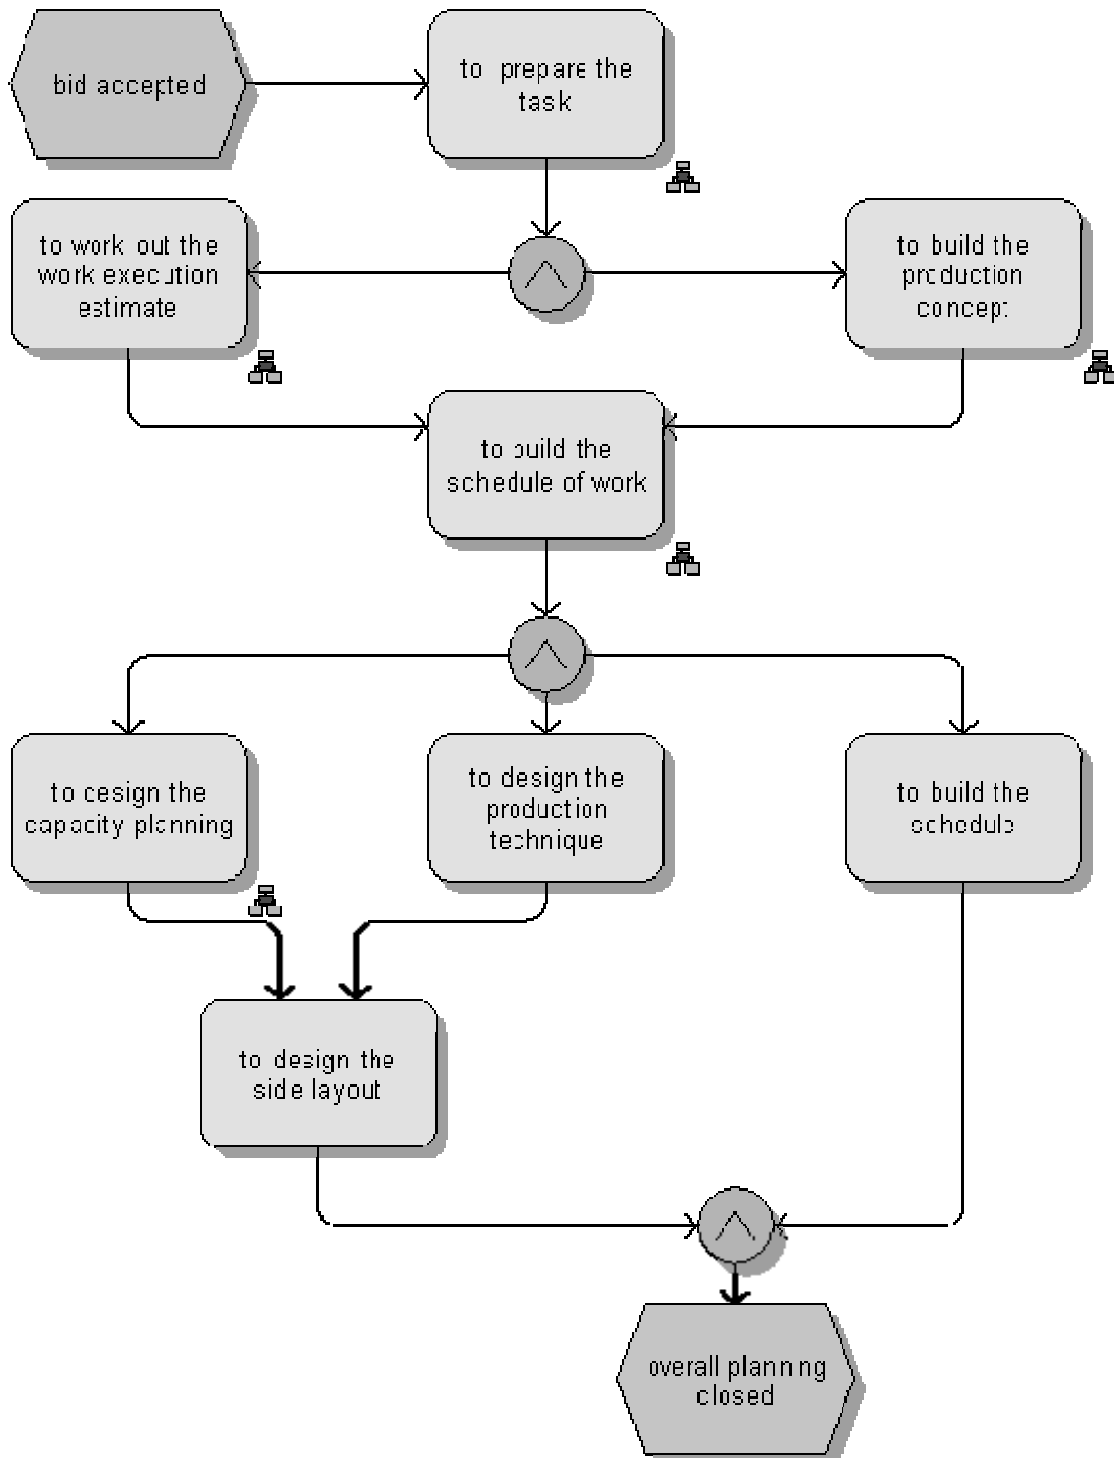 bid accepted
to prepare the
task
to work out the
work execution
estimate
to build the
production
concept
to build the
schedule of work
to design the
capacity planning
to design the
production
technique
to build the
schedule
to design the
side layout
overall planning
closed